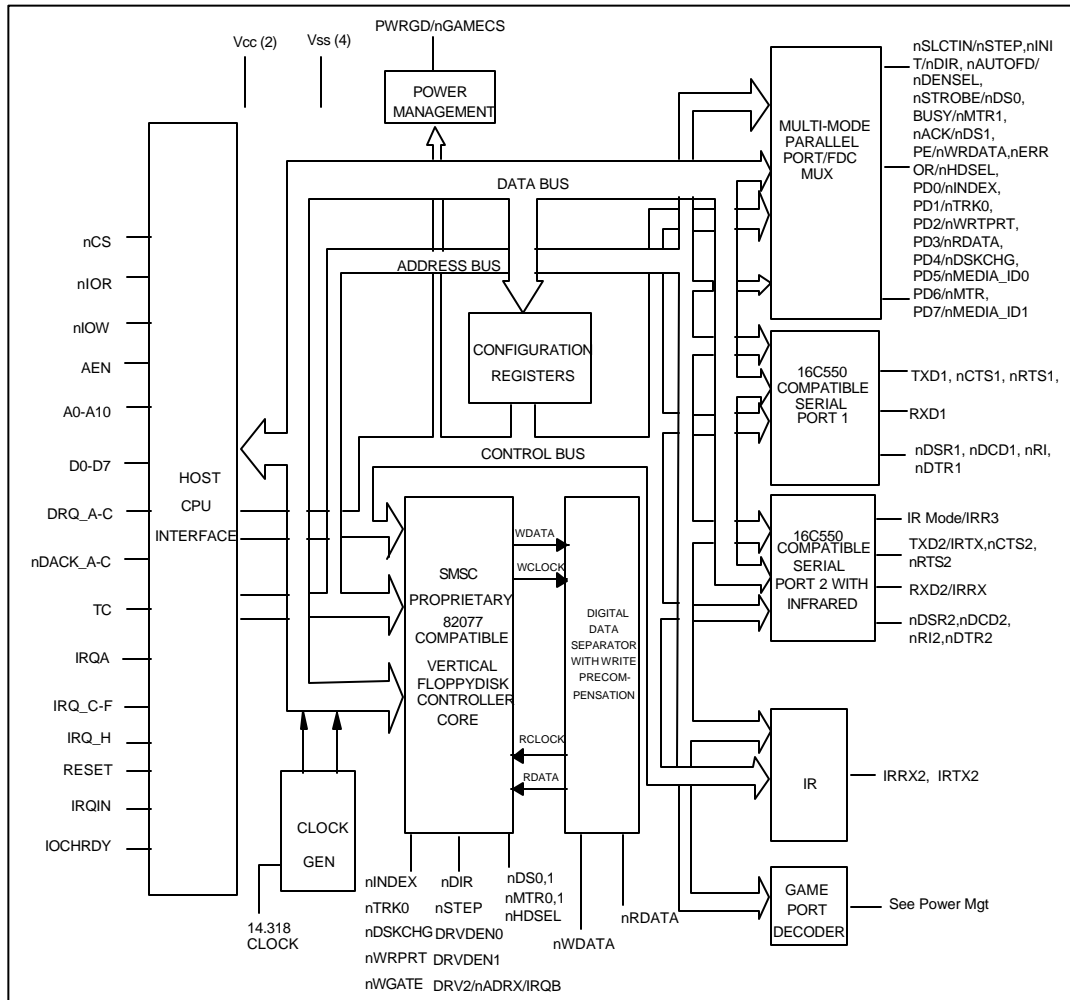 PWRGD/nGAMECS
Vcc (2)
Vss (4)
POWER
MANAGEMENT
nSLCTIN/nSTEP,nINI
T/nDIR, nAUTOFD/
nDENSEL,
nSTROBE/nDS0,
BUSY/nMTR1,
nACK/nDS1,
PE/nWRDATA,nERR
OR/nHDSEL,
PD0/nINDEX,
PD1/nTRK0,
PD2/nWRTPRT,
PD3/nRDATA,
PD4/nDSKCHG,
PD5/nMEDIA_ID0
PD6/nMTR,
PD7/nMEDIA_ID1
MULTI-MODE
PARALLEL
PORT/FDC
MUX
DATA BUS
ADDRESS BUS
CONFIGURATION
REGISTERS
CONTROL BUS
nCS
nIOR
nIOW
AEN
A0-A10
D0-D7
DRQ_A-C
nDACK_A-C
TC
IRQA
IRQ_C-F
IRQ_H
RESET
IRQIN
IOCHRDY
HOST
CPU
INTERFACE
16C550
COMPATIBLE
SERIAL
PORT 1
TXD1, nCTS1, nRTS1,
RXD1
nDSR1, nDCD1, nRI,
nDTR1
16C550
COMPATIBLE
SERIAL
PORT 2 WITH
INFRARED
IR Mode/IRR3
TXD2/IRTX,nCTS2,
nRTS2
RXD2/IRRX
nDSR2,nDCD2,
nRI2,nDTR2
SMSC
PROPRIETARY
82077
COMPATIBLE
VERTICAL
FLOPPYDISK
CONTROLLER
CORE
WDATA
WCLOCK
RCLOCK
RDATA
DIGITAL
DATA
SEPARATOR
WITH WRITE
PRECOM-
PENSATION
IR
IRRX2, IRTX2
CLOCK
GEN
14.318
CLOCK
nINDEX
nTRK0
nDSKCHG
nWRPRT
nWGATE
nDIR
nSTEP
DRVDEN0
DRVDEN1
DRV2/nADRX/IRQB
nDS0,1
nMTR0,1
nHDSEL
nWDATA
nRDATA
GAME
PORT
DECODER
See Power Mgt